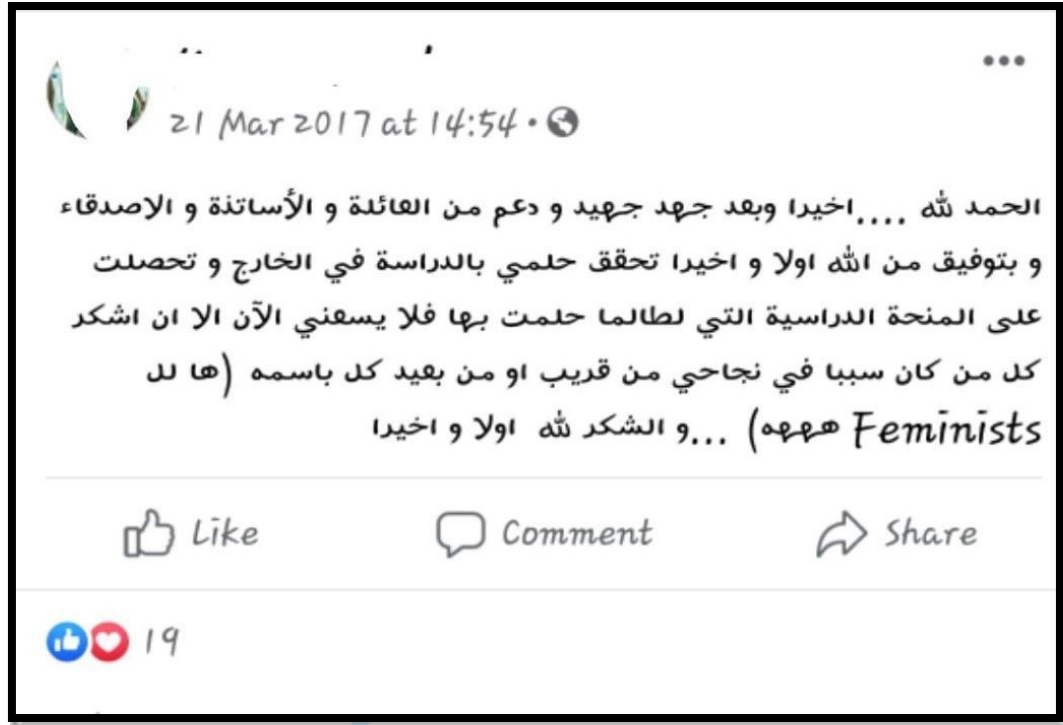 21 Mar 2017 at 14:54 ·
الحمد لله ....اخيرا وبعد جهد جهيد و دعم من العائلة و الأساتذة و الاصدقاء
و بتوفيق من الله اولا و اخيرا تحقق حلمي بالدراسة في الخارج و تحصلت
على المنحة الدراسية التي لطالما حلمت بها فلا يسعني الآن الا ان اشكر
كل من كان سببا في نجاحي من قريب او من بعيد كل باسمه (ها لل
Feminists هههه) ...و الشكر لله اولا و اخيرا
Like Comment Share
19